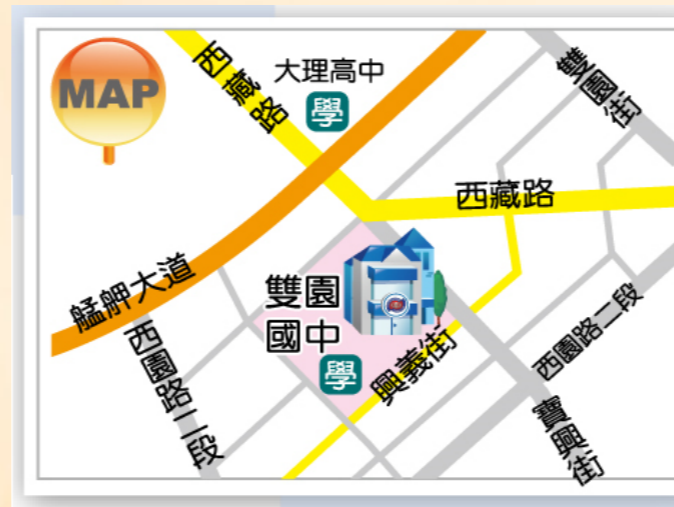 MAP
西藏路
大理高中
學
雙園街
西藏路
艋舺大道
雙園
國中
學
興義街
西園路二段
西園路二段
寶興街